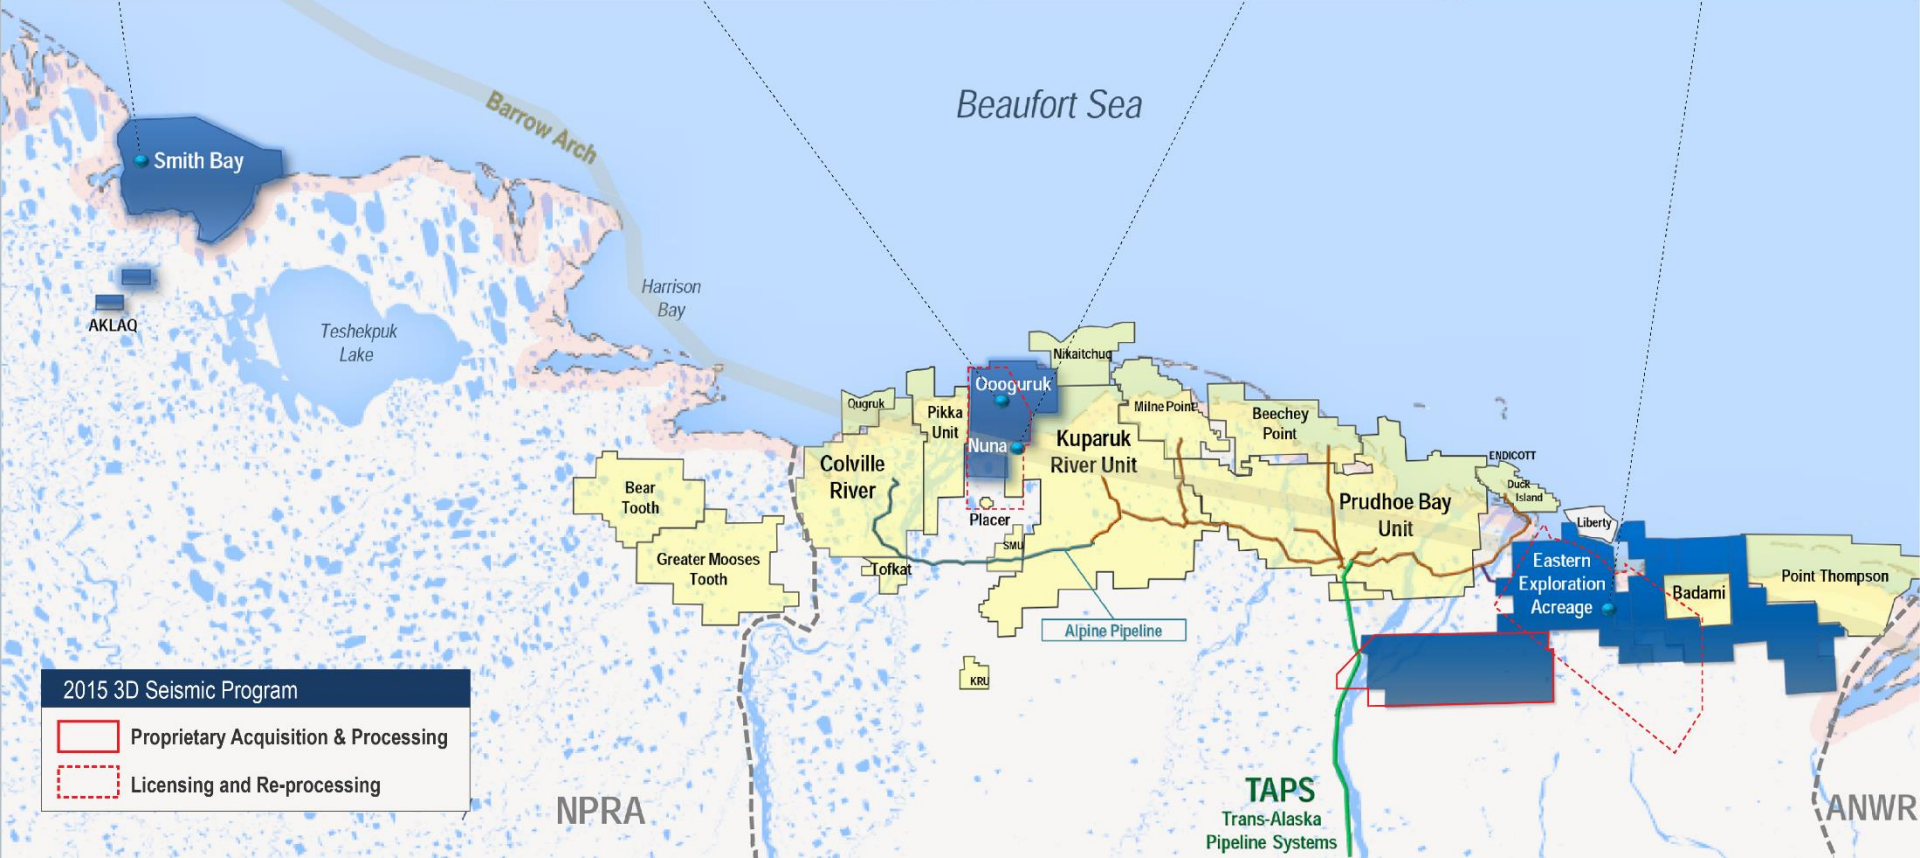 Beaufort Sea
Barrow Arch
Smith Bay
AKLAQ
Teshekpuk
Lake
Harrison
Bay
Nikaitchuq
Oooguruk
Nuna
Qugruk
Pikka
Unit
Colville
River
Kuparuk
River Unit
Milne Point
Beechey
Point
Prudhoe Bay
Unit
ENDICOTT
Duck
Island
Liberty
Eastern
Exploration
Acreage
Badami
Point Thompson
Bear
Tooth
Greater Mooses
Tooth
Placer
SMU
Tofkat
Alpine Pipeline
KRU
2015 3D Seismic Program
Proprietary Acquisition & Processing
Licensing and Re-processing
NPRA
TAPS
Trans-Alaska
Pipeline Systems
ANWR